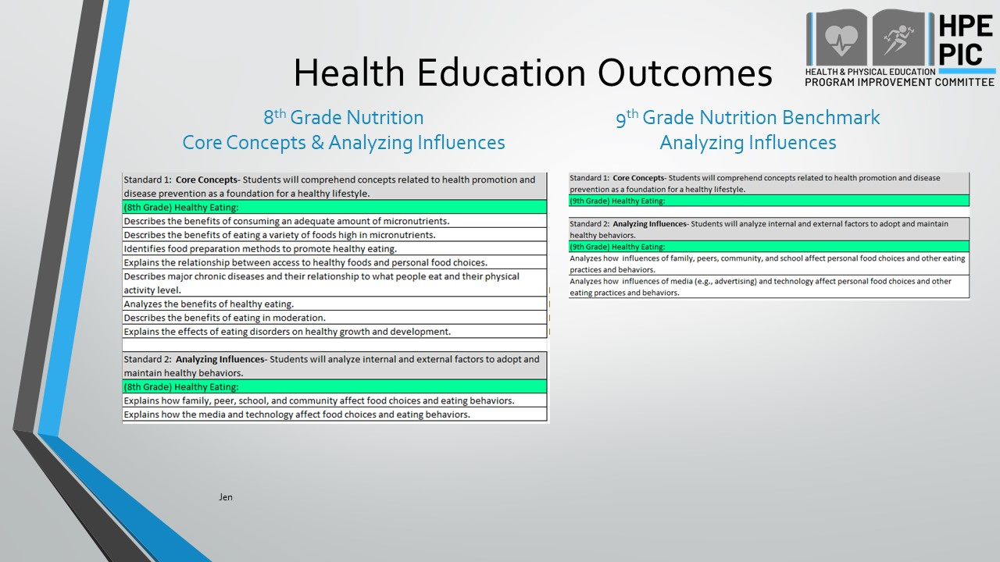 HPE
PIC
HEALTH & PHYSICAL EDUCATION
PROGRAM IMPROVEMENT COMMITTEE
Health Education Outcomes
8th Grade Nutrition
Core Concepts & Analyzing Influences
Standard 1: Core Concepts- Students will comprehend concepts related to health promotion and
disease prevention as a foundation for a healthy lifestyle.
(8th Grade) Healthy Eating:
Describes the benefits of consuming an adequate amount of micronutrients.
Describes the benefits of eating a variety of foods high in micronutrients.
Identifies food preparation methods to promote healthy eating.
Explains the relationship between access to healthy foods and personal food choices.
Describes major chronic diseases and their relationship to what people eat and their physical
activity level.
Analyzes the benefits of healthy eating.
Describes the benefits of eating in moderation.
Explains the effects of eating disorders on healthy growth and development.
Standard 2: Analyzing Influences- Students will analyze internal and external factors to adopt and
maintain healthy behaviors.
(8th Grade) Healthy Eating:
Explains how family, peer, school, and community affect food choices and eating behaviors.
Explains how the media and technology affect food choices and eating behaviors.
9th Grade Nutrition Benchmark
Analyzing Influences
Standard 1: Core Concepts- Students will comprehend concepts related to health promotion and disease
prevention as a foundation for a healthy lifestyle.
(9th Grade) Healthy Eating:
Standard 2: Analyzing Influences- Students will analyze internal and external factors to adopt and maintain
healthy behaviors.
(9th Grade) Healthy Eating:
Analyzes how influences of family, peers, community, and school affect personal food choices and other eating
practices and behaviors.
Analyzes how influences of media (e.g., advertising) and technology affect personal food choices and other
eating practices and behaviors.
Jen